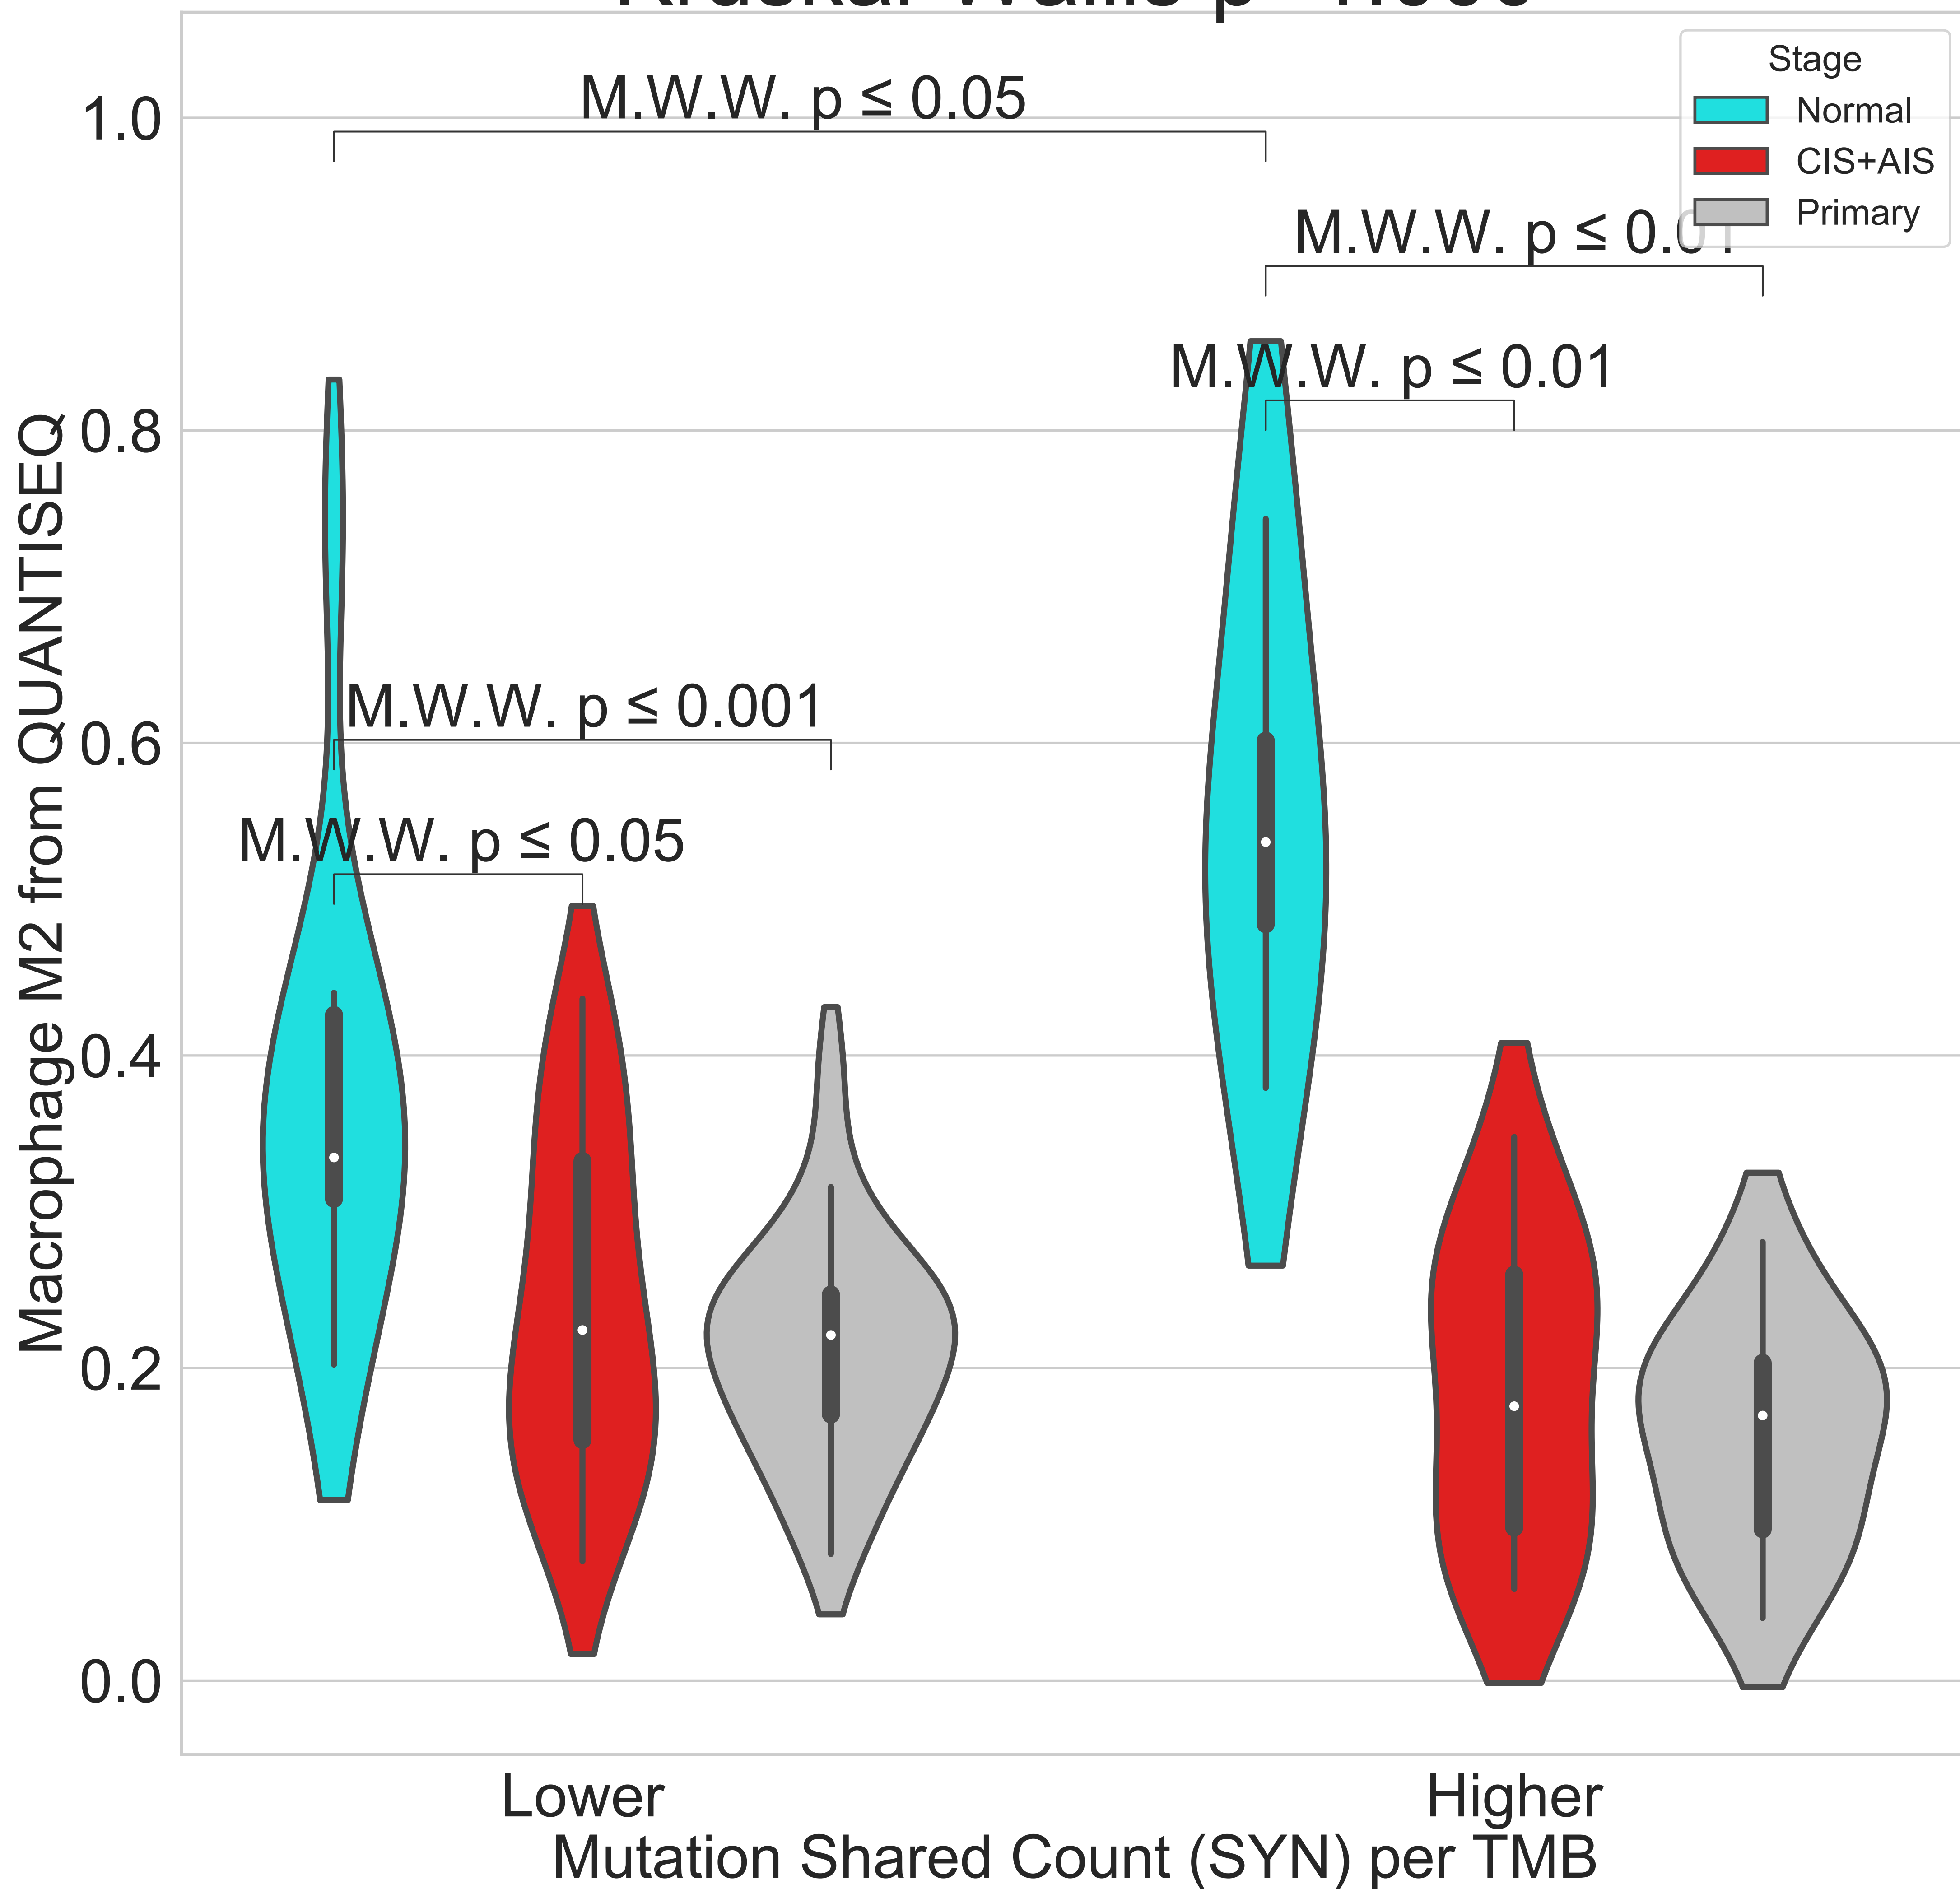 M.W.W. p ≤ 0.05
Stage
Normal
CIS+AIS
Primary
M.W.W. p ≤ 0.01
M.W.W. p ≤ 0.01
M.W.W. p ≤ 0.001
M.W.W. p ≤ 0.05
Macrophage M2 from QUANTISEQ
1.0
0.8
0.6
0.4
0.2
0.0
Lower
Higher
Mutation Shared Count (SYN) per TMB